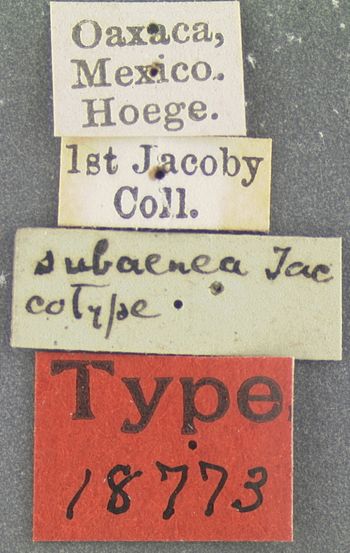 Oaxaca,
Mexico.
Hoege.
1st Jacoby
Coll.
subaenea Jac
cotype.
Type
18773